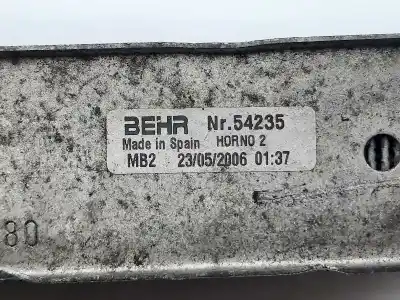 BEHR Nr.54235
Made in Spain HORNO 2
MB2 23/05/2006 01:37
80